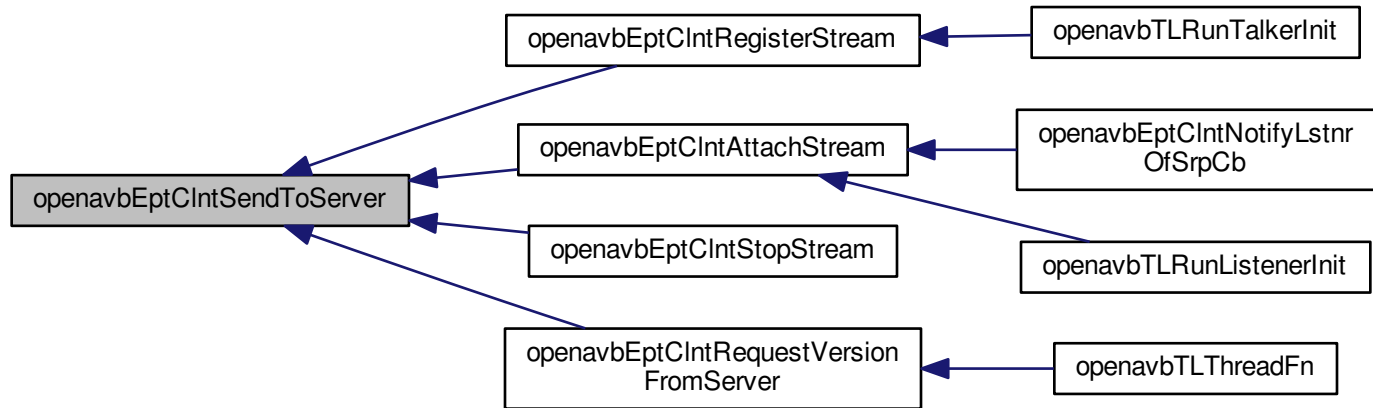 openavbEptClntRegisterStream
openavbTLRunTalkerInit
openavbEptClntAttachStream
openavbEptClntNotifyLstnr
OfSrpCb
openavbEptClntSendToServer
openavbEptClntStopStream
openavbTLRunListenerInit
openavbEptClntRequestVersion
FromServer
openavbTLThreadFn